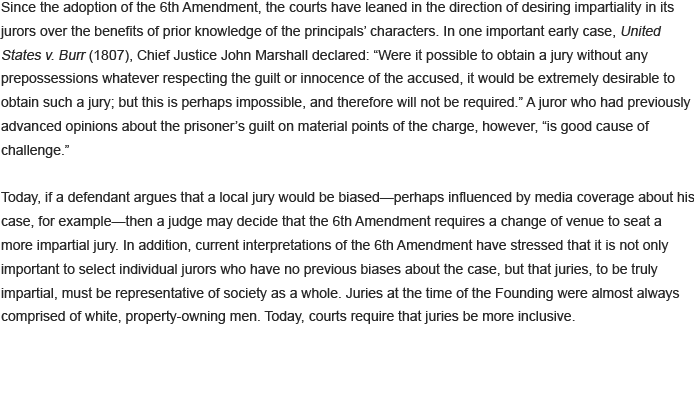 Since the adoption of the 6th Amendment, the courts have leaned in the direction of desiring impartiality in its
jurors over the benefits of prior knowledge of the principals’ characters. In one important early case, United
States v. Burr (1807), Chief Justice John Marshall declared: “Were it possible to obtain a jury without any
prepossessions whatever respecting the guilt or innocence of the accused, it would be extremely desirable to
obtain such a jury; but this is perhaps impossible, and therefore will not be required.” A juror who had previously
advanced opinions about the prisoner’s guilt on material points of the charge, however, “is good cause of
challenge.”
Today, if a defendant argues that a local jury would be biased—perhaps influenced by media coverage about his
case, for example—then a judge may decide that the 6th Amendment requires a change of venue to seat a
more impartial jury. In addition, current interpretations of the 6th Amendment have stressed that it is not only
important to select individual jurors who have no previous biases about the case, but that juries, to be truly
impartial, must be representative of society as a whole. Juries at the time of the Founding were almost always
comprised of white, property-owning men. Today, courts require that juries be more inclusive.